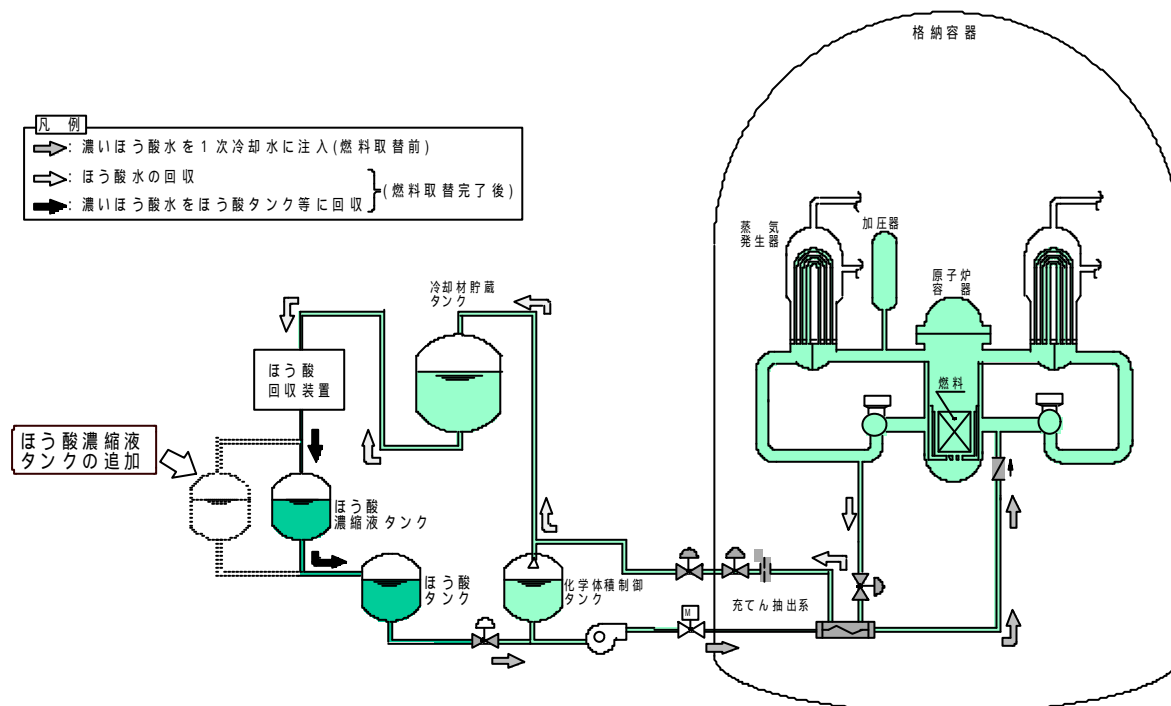 格納容器
凡 例
: 濃いほう酸水を1次冷却水に注入(燃料取替前)
: ほう酸水の回収
: 濃いほう酸水をほう酸タンク等に回収
(燃料取替完了後)
蒸 気
発生器
加圧器
原子炉
容 器
冷却材貯蔵
タンク
ほう酸
回収装置
燃料
ほう酸濃縮液
タンクの追加
ほう酸
濃縮液タンク
ほう酸
タンク
化学体積制御
タンク
充てん抽出系
M